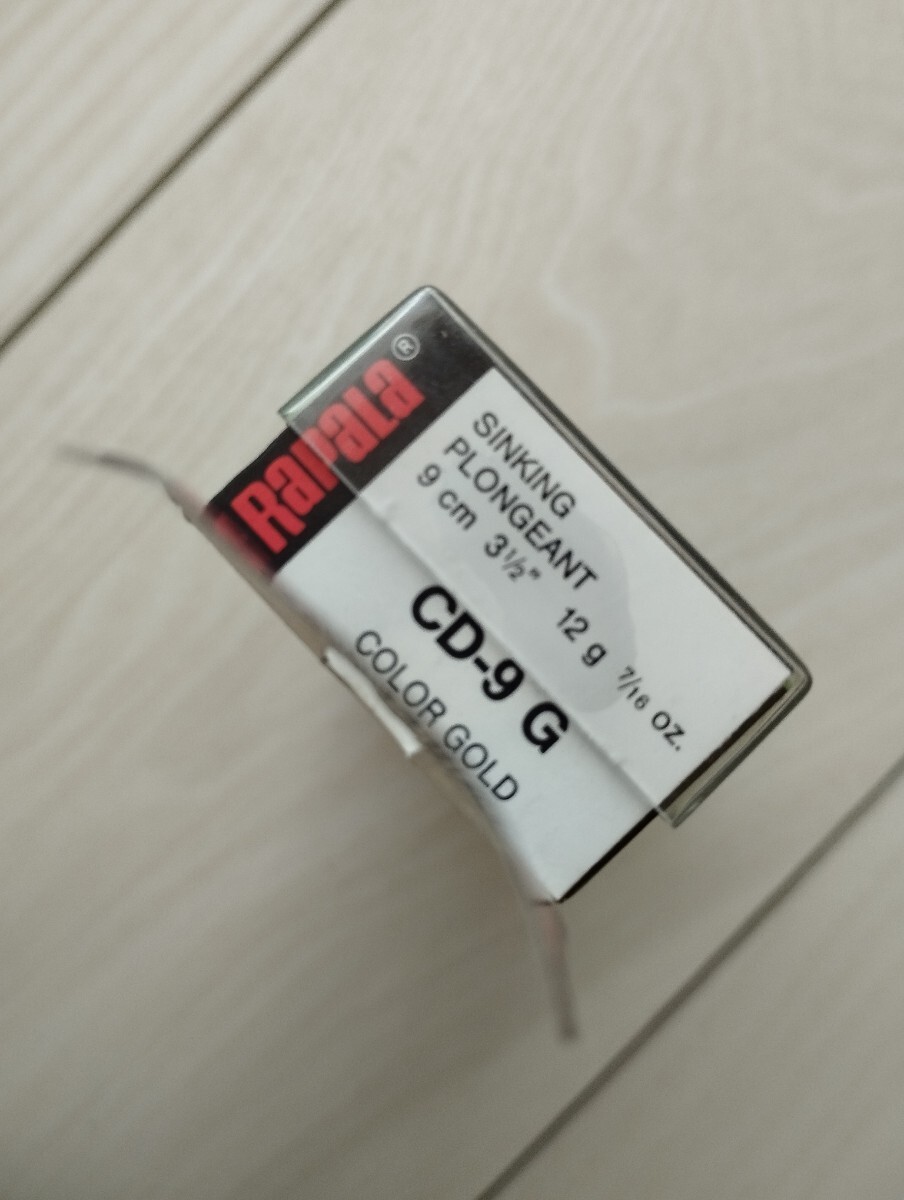 Rapala®
SINKING
PLONGEANT
9 cm 3½" 12 g 7/16 OZ.
CD-9 G
COLOR GOLD